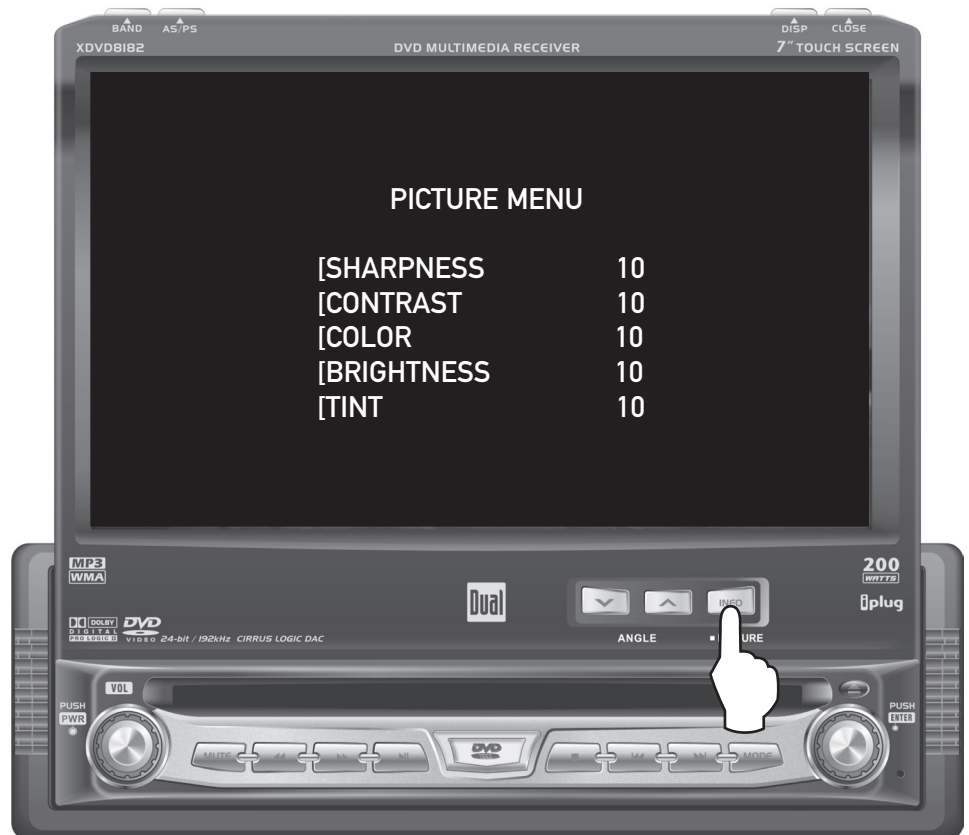 BAND AS/PS DISP CLOSE
XDVD8182 DVD MULTIMEDIA RECEIVER 7″ TOUCH SCREEN
PICTURE MENU
[SHARPNESS 10
[CONTRAST 10
[COLOR 10
[BRIGHTNESS 10
[TINT 10
MP3
WMA
200
WATTS
Dual
INFO
iplug
DOLBY
DIGITAL
PRO LOGIC II
DVD
VIDEO
24-bit / 192kHz CIRRUS LOGIC DAC
ANGLE
VOL
PUSH
PWR
PUSH
ENTER
MUTE
DVD
MODE